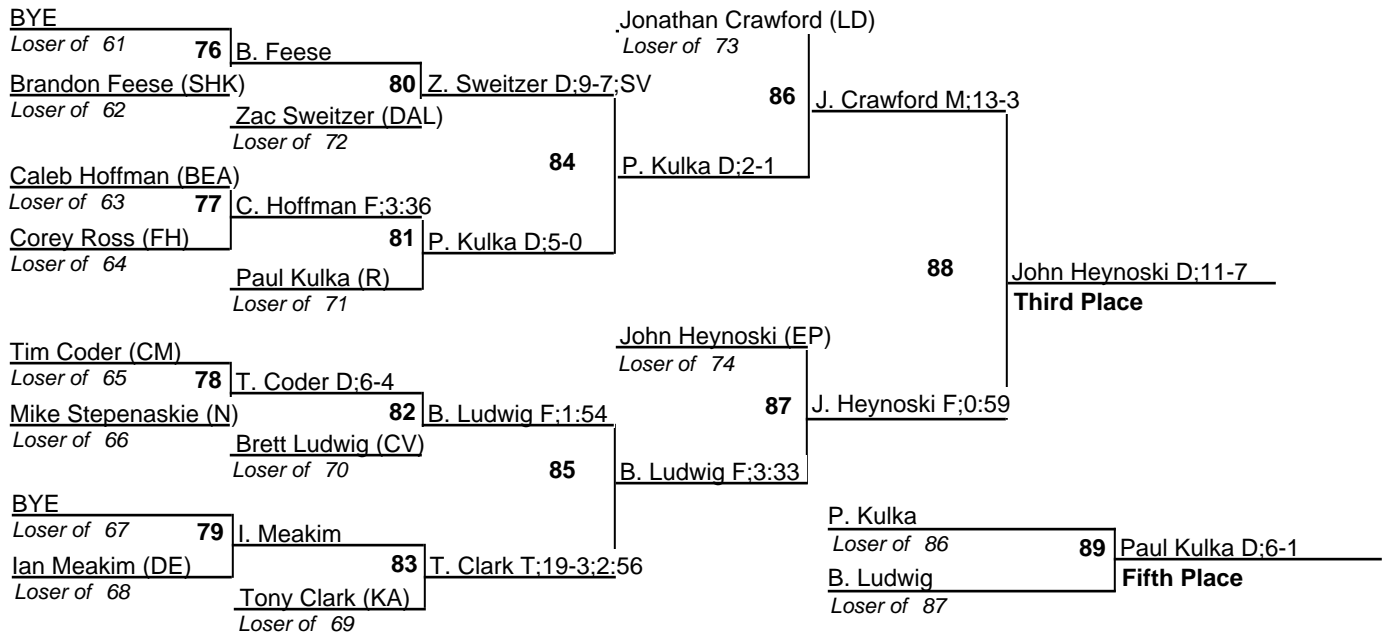 BYE
Loser of 61
76
B. Feese
Brandon Feese (SHK)
Loser of 62
80
Z. Sweitzer D;9-7;SV
Zac Sweitzer (DAL)
Loser of 72
Caleb Hoffman (BEA)
Loser of 63
77
C. Hoffman F;3:36
Corey Ross (FH)
Loser of 64
81
P. Kulka D;5-0
Paul Kulka (R)
Loser of 71
84
P. Kulka D;2-1
Jonathan Crawford (LD)
Loser of 73
86
J. Crawford M;13-3
Tim Coder (CM)
Loser of 65
78
T. Coder D;6-4
Mike Stepenaskie (N)
Loser of 66
82
B. Ludwig F;1:54
Brett Ludwig (CV)
Loser of 70
BYE
Loser of 67
79
I. Meakim
Ian Meakim (DE)
Loser of 68
83
T. Clark T;19-3;2:56
Tony Clark (KA)
Loser of 69
85
B. Ludwig F;3:33
John Heynoski (EP)
Loser of 74
87
J. Heynoski F;0:59
88
John Heynoski D;11-7
Third Place
P. Kulka
Loser of 86
89
Paul Kulka D;6-1
Fifth Place
B. Ludwig
Loser of 87